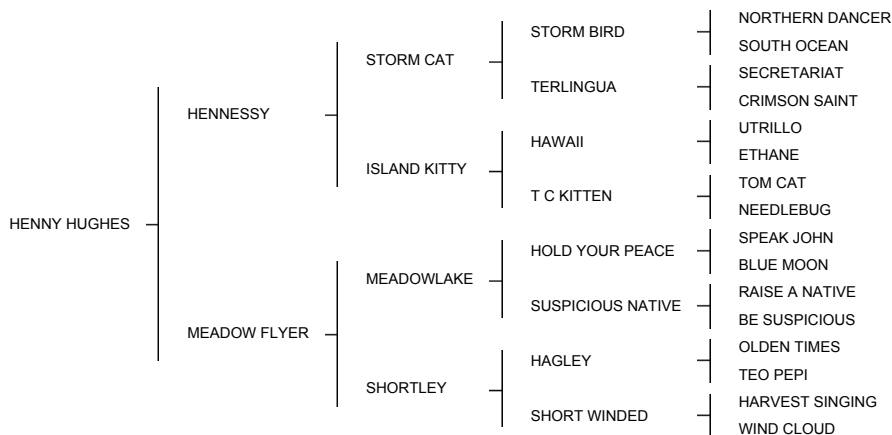 HENNY HUGHES
HENNESSY
MEADOW FLYER
STORM CAT
ISLAND KITTY
MEADOWLAKE
SHORTLEY
STORM BIRD
TERLINGUA
HAWAII
T C KITTEN
HOLD YOUR PEACE
SUSPICIOUS NATIVE
HAGLEY
SHORT WINDED
NORTHERN DANCER
SOUTH OCEAN
SECRETARIAT
CRIMSON SAINT
UTRILLO
ETHANE
TOM CAT
NEEDLEBUG
SPEAK JOHN
BLUE MOON
RAISE A NATIVE
BE SUSPICIOUS
OLDEN TIMES
TEO PEPI
HARVEST SINGING
WIND CLOUD